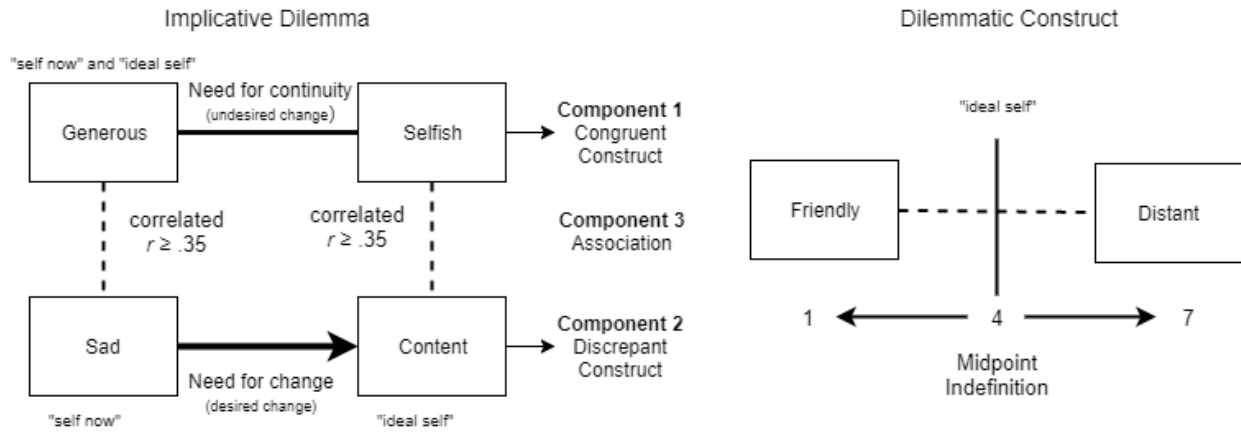 Implicative Dilemma
"self now" and "ideal self"
Generous
Need for continuity
(undesired change)
Selfish
Component 1
Congruent
Construct
correlated
r ≥ .35
correlated
r ≥ .35
Component 3
Association
Sad
Need for change
(desired change)
Content
Component 2
Discrepant
Construct
"self now"
"ideal self"
Dilemmatic Construct
"ideal self"
Friendly
Distant
1
4
7
Midpoint
Indefinition